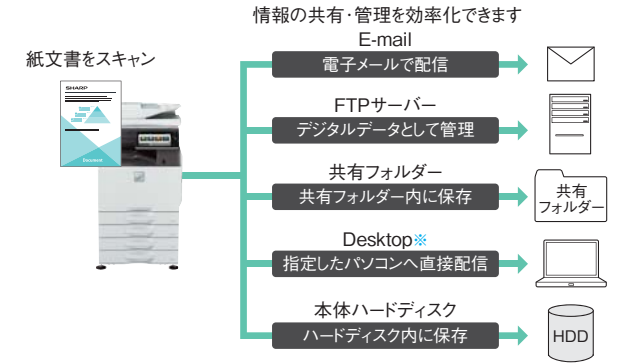 情報の共有・管理を効率化できます
紙文書をスキャン
SHARP
Document
E-mail
電子メールで配信
FTPサーバー
デジタルデータとして管理
共有フォルダー
共有フォルダー内に保存
共有
フォルダー
Desktop※
指定したパソコンへ直接配信
本体ハードディスク
ハードディスク内に保存
HDD